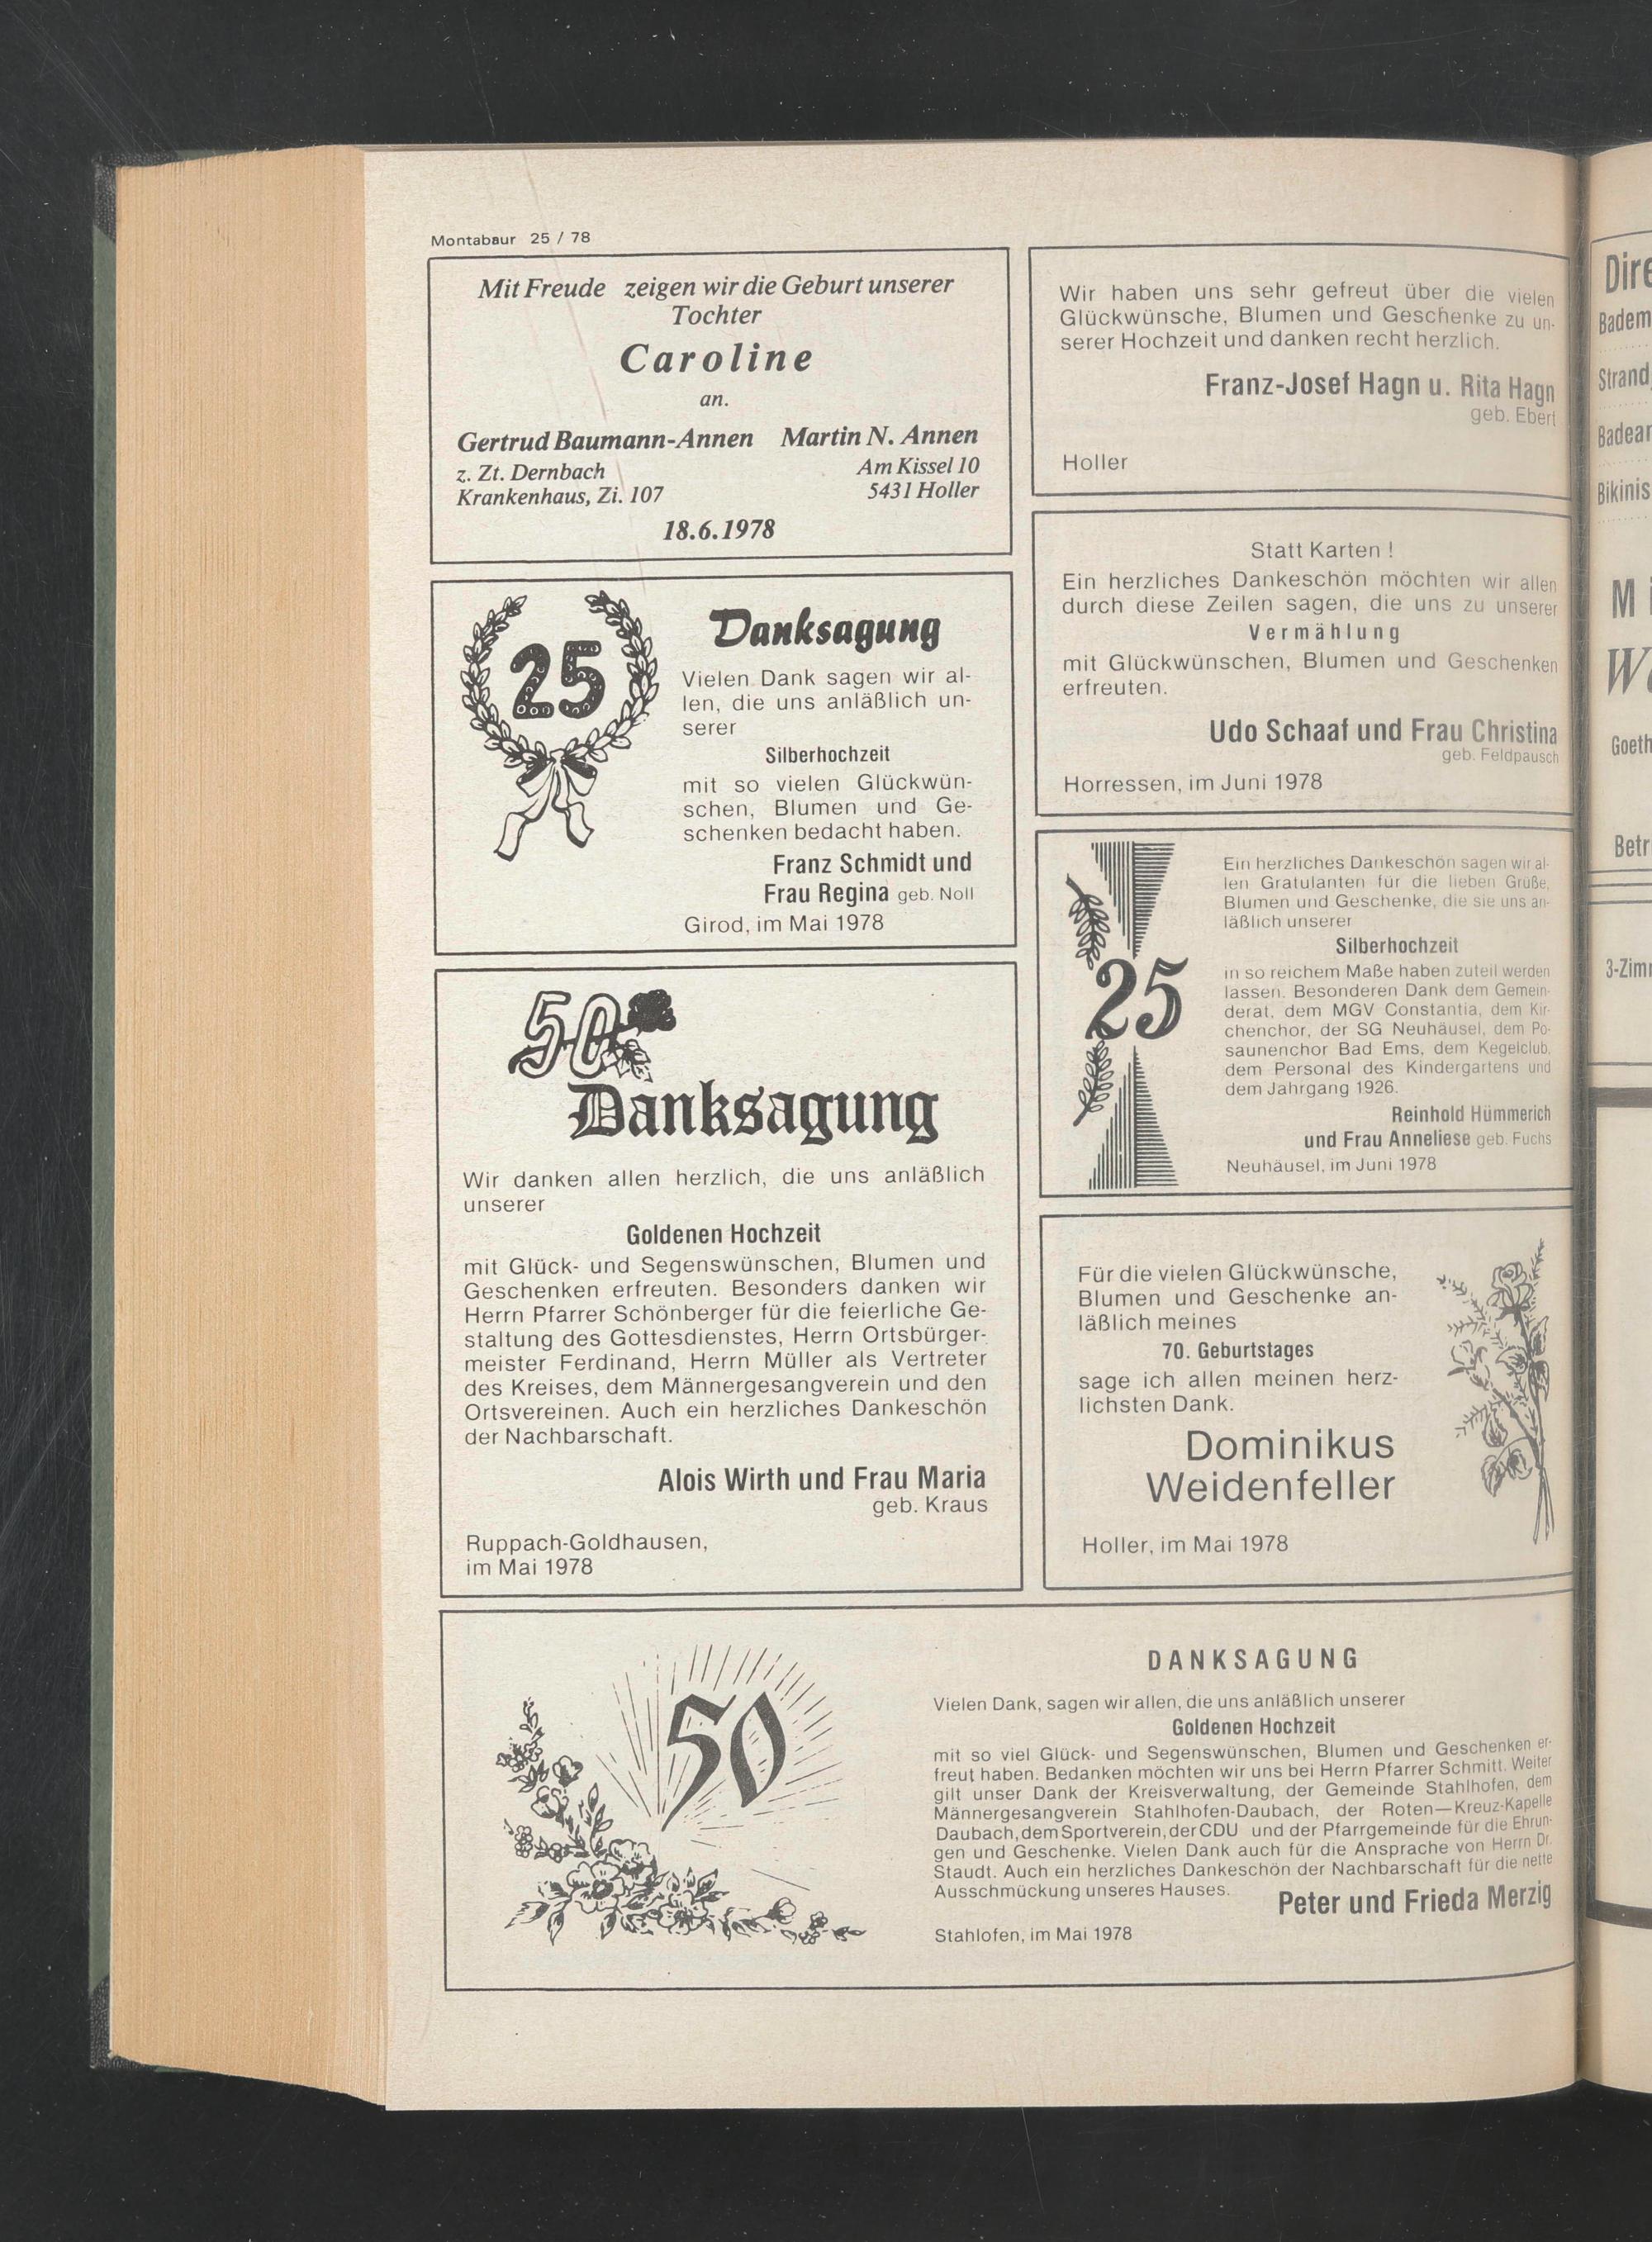 Montabaur 25 / 78
Mit Freude zeigen wir die Geburt unserer
Tochter
Caroline
an.
Gertrud Baumann-Annen Martin N. Annen
z. Zt. Dernbach Am Kissel 10
Krankenhaus, Zi. 107 5431 Holler
18.6.1978
25
Danksagung
Vielen Dank sagen wir al-
len, die uns anläßlich un-
serer
Silberhochzeit
mit so vielen Glückwün-
schen, Blumen und Ge-
schenken bedacht haben.
Franz Schmidt und
Frau Regina geb. Noll
Girod, im Mai 1978
50
Danksagung
Wir danken allen herzlich, die uns anläßlich
unserer
Goldenen Hochzeit
mit Glück- und Segenswünschen, Blumen und
Geschenken erfreuten. Besonders danken wir
Herrn Pfarrer Schönberger für die feierliche Ge-
staltung des Gottesdienstes, Herrn Ortsbürger-
meister Ferdinand, Herrn Müller als Vertreter
des Kreises, dem Männergesangverein und den
Ortsvereinen. Auch ein herzliches Dankeschön
der Nachbarschaft.
Alois Wirth und Frau Maria
geb. Kraus
Ruppach-Goldhausen,
im Mai 1978
Wir haben uns sehr gefreut über die vielen
Glückwünsche, Blumen und Geschenke zu un-
serer Hochzeit und danken recht herzlich.
Franz-Josef Hagn u. Rita Hagn
geb. Ebert
Holler
Statt Karten !
Ein herzliches Dankeschön möchten wir allen
durch diese Zeilen sagen, die uns zu unserer
Vermählung
mit Glückwünschen, Blumen und Geschenken
erfreuten.
Udo Schaaf und Frau Christina
geb. Feldpausch
Horressen, im Juni 1978
25
Ein herzliches Dankeschön sagen wir al-
len Gratulanten für die lieben Grüße,
Blumen und Geschenke, die sie uns an-
läßlich unserer
Silberhochzeit
in so reichem Maße haben zuteil werden
lassen. Besonderen Dank dem Gemein-
derat, dem MGV Constantia, dem Kir-
chenchor, der SG Neuhäusel, dem Po-
saunenchor Bad Ems, dem Kegelclub,
dem Personal des Kindergartens und
dem Jahrgang 1926.
Reinhold Hümmerich
und Frau Anneliese geb. Fuchs
Neuhäusel, im Juni 1978
Für die vielen Glückwünsche,
Blumen und Geschenke an-
läßlich meines
70. Geburtstages
sage ich allen meinen herz-
lichsten Dank.
Dominikus
Weidenfeller
Holler, im Mai 1978
50
DANKSAGUNG
Vielen Dank, sagen wir allen, die uns anläßlich unserer
Goldenen Hochzeit
mit so viel Glück- und Segenswünschen, Blumen und Geschenken er-
freut haben. Bedanken möchten wir uns bei Herrn Pfarrer Schmitt. Weiter
gilt unser Dank der Kreisverwaltung, der Gemeinde Stahlhofen, dem
Männergesangverein Stahlhofen-Daubach, der Roten—Kreuz-Kapelle
Daubach, dem Sportverein, der CDU und der Pfarrgemeinde für die Ehrun-
gen und Geschenke. Vielen Dank auch für die Ansprache von Herrn Dr.
Staudt. Auch ein herzliches Dankeschön der Nachbarschaft für die nette
Ausschmückung unseres Hauses.
Peter und Frieda Merzig
Stahlofen, im Mai 1978
Dire
Badem
Strand
Badear
Bikinis
M
Goeth
Betr
3-Zim